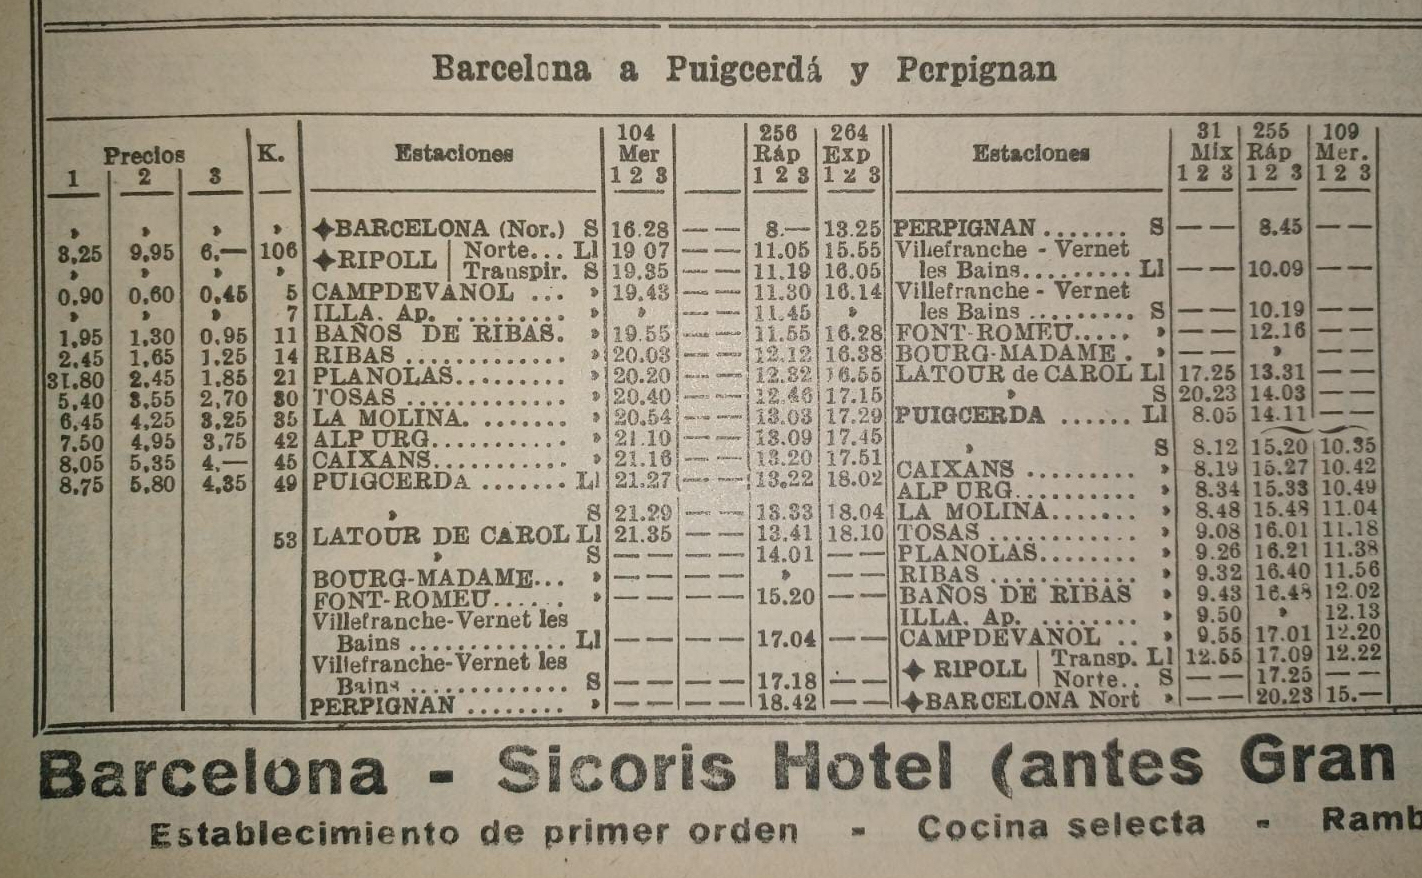 Barcelona a Puigcerdá y Perpignan
Precios K. Estaciones 104 Mer 1 2 3 256 Ráp 1 2 3 264 Exp 1 2 3
1 2 3
» » » » ✦BARCELONA (Nor.) S 16.28 — — 8.— 13.25
8,25 9,95 6,— 106 ✦RIPOLL Norte... Ll 19 07 — — 11.05 15.55
» » » » Transpir. S 19.35 — — 11.19 16.05
0,90 0,60 0,45 5 CAMPDEVANOL ... » 19.43 — — 11.30 16.14
» » » 7 ILLA. Ap. ......... » » — — 11.45 »
1,95 1,30 0,95 11 BAÑOS DE RIBAS. » 19.55 — — 11.55 16.28
2,45 1,65 1,25 14 RIBAS ............ » 20.03 — — 12.12 16.38
31.80 2.45 1,85 21 PLANOLAS......... » 20.20 — — 12.32 16.55
5,40 3,55 2,70 30 TOSAS ............ » 20.40 — — 12.46 17.15
6,45 4,25 3,25 35 LA MOLINA. ....... » 20.54 — — 13.03 17.29
7.50 4,95 3,75 42 ALP URG........... » 21.10 — — 13.09 17.45
8,05 5,35 4,— 45 CAIXANS........... » 21.16 — — 13.20 17.51
8,75 5,80 4,35 49 PUIGCERDA ....... Ll 21.27 — — 13.22 18.02
» S 21.29 — — 13.33 18.04
53 LATOUR DE CAROL Ll 21.35 — — 13.41 18.10
» S — — — — 14.01 — —
BOURG-MADAME... » — — — — » — —
FONT-ROMEU...... » — — — — 15.20 — —
Villefranche-Vernet les
Bains ............. Ll — — — — 17.04 — —
Villefranche-Vernet les
Bains ............. S — — — — 17.18 — —
PERPIGNAN ........ » — — — — 18.42 — —
Estaciones 31 Mix 1 2 3 255 Ráp 1 2 3 109 Mer. 1 2 3
PERPIGNAN ....... S — — 8.45 — —
Villefranche - Vernet
les Bains......... Ll — — 10.09 — —
Villefranche - Vernet
les Bains ......... S — — 10.19 — —
FONT-ROMEU..... » — — 12.16 — —
BOURG-MADAME . » — — » — —
LATOUR de CAROL Ll 17.25 13.31 — —
» S 20.23 14.03 — —
PUIGCERDA ...... Ll 8.05 14.11 — —
» S 8.12 15.20 10.35
CAIXANS ......... » 8.19 15.27 10.42
ALP URG.......... » 8.34 15.33 10.49
LA MOLINA....... » 8.48 15.48 11.04
TOSAS ............ » 9.08 16.01 11.18
PLANOLAS........ » 9.26 16.21 11.38
RIBAS ............ » 9.32 16.40 11.56
BAÑOS DE RIBAS » 9.43 16.48 12.02
ILLA. Ap. ......... » 9.50 » 12.13
CAMPDEVANOL .. » 9.55 17.01 12.20
✦ RIPOLL Transp. Ll 12.55 17.09 12.22
Norte.. S — — 17.25 — —
✦BARCELONA Nort » — — 20.23 15.—
Barcelona - Sicoris Hotel (antes Gran
Establecimiento de primer orden - Cocina selecta - Ramb